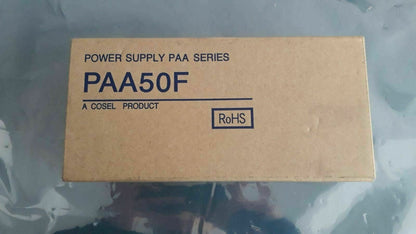 POWER SUPPLY PAA SERIES
PAA50F
A COSEL PRODUCT
RoHS